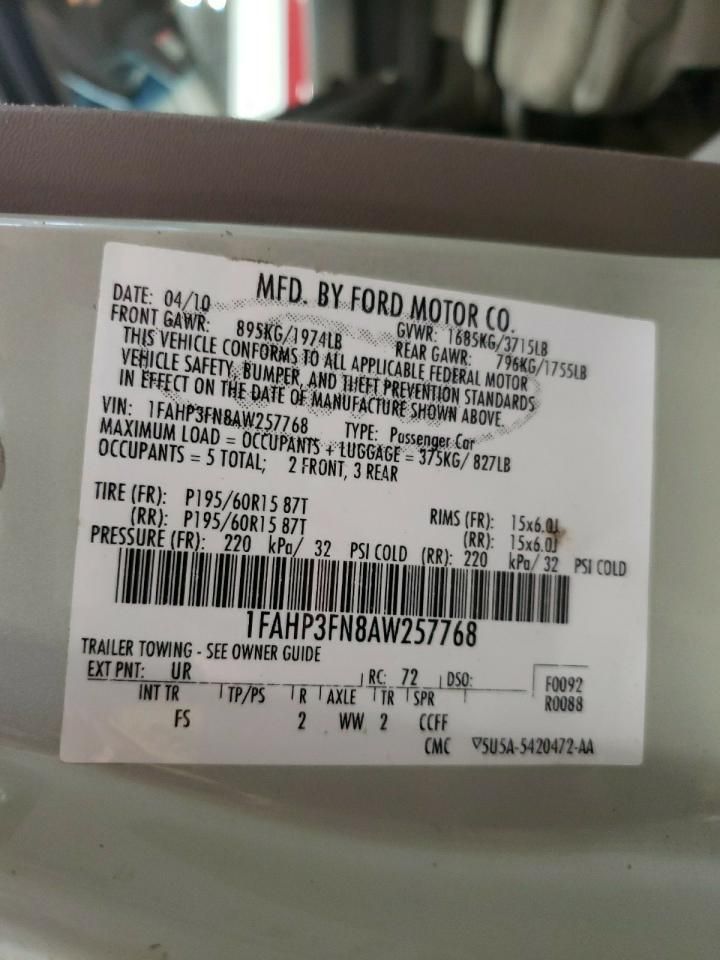 MFD. BY FORD MOTOR CO.
DATE: 04/10 GVWR: 1685KG/3715LB
FRONT GAWR: 895KG/1974LB REAR GAWR: 796KG/1755LB
THIS VEHICLE CONFORMS TO ALL APPLICABLE FEDERAL MOTOR
VEHICLE SAFETY, BUMPER, AND THEFT PREVENTION STANDARDS
IN EFFECT ON THE DATE OF MANUFACTURE SHOWN ABOVE.
VIN: 1FAHP3FN8AW257768 TYPE: Passenger Car
MAXIMUM LOAD = OCCUPANTS + LUGGAGE = 375KG/ 827LB
OCCUPANTS = 5 TOTAL; 2 FRONT, 3 REAR
TIRE (FR): P195/60R15 87T RIMS (FR): 15x6.0J
(RR): P195/60R15 87T (RR): 15x6.0J
PRESSURE (FR): 220 kPa/ 32 PSI COLD (RR): 220 kPa/ 32 PSI COLD
1FAHP3FN8AW257768
TRAILER TOWING - SEE OWNER GUIDE
EXT PNT: UR RC: 72 DSO: F0092
INT TR TP/PS R AXLE TR SPR R0088
FS 2 WW 2 CCFF
CMC ▽5U5A-5420472-AA